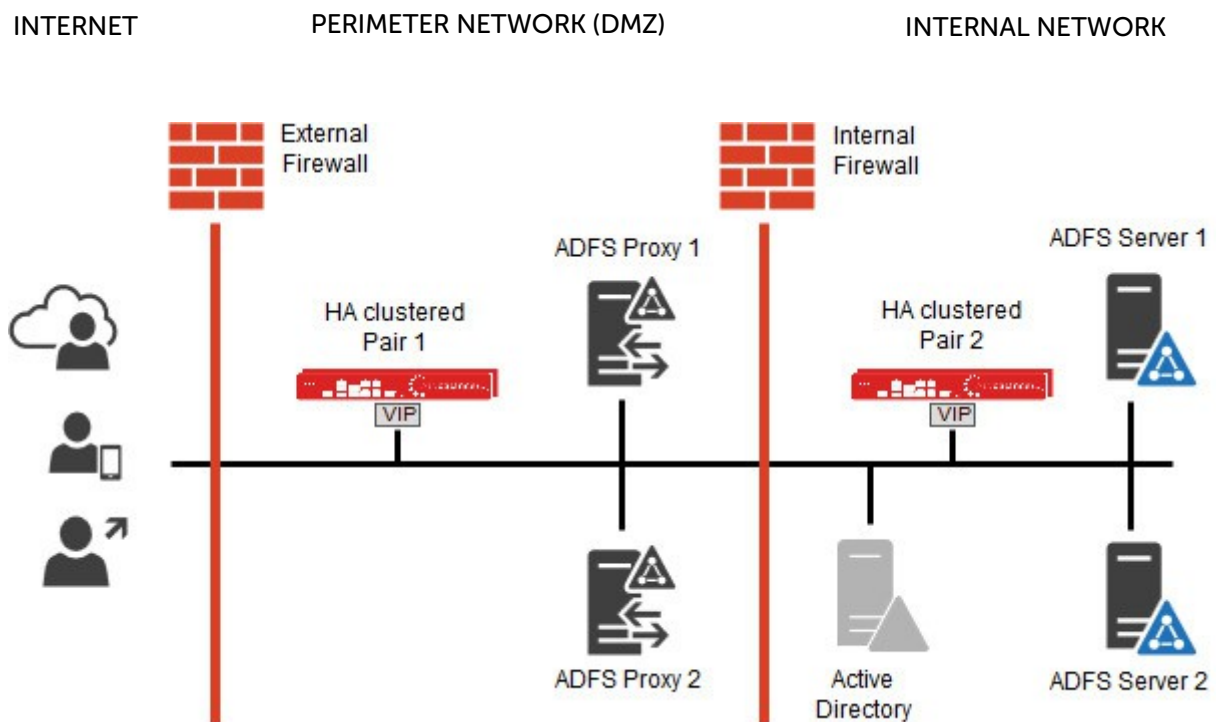 INTERNET
PERIMETER NETWORK (DMZ)
INTERNAL NETWORK
External
Firewall
Internal
Firewall
ADFS Proxy 1
ADFS Server 1
HA clustered
Pair 1
VIP
HA clustered
Pair 2
VIP
ADFS Proxy 2
Active
Directory
ADFS Server 2